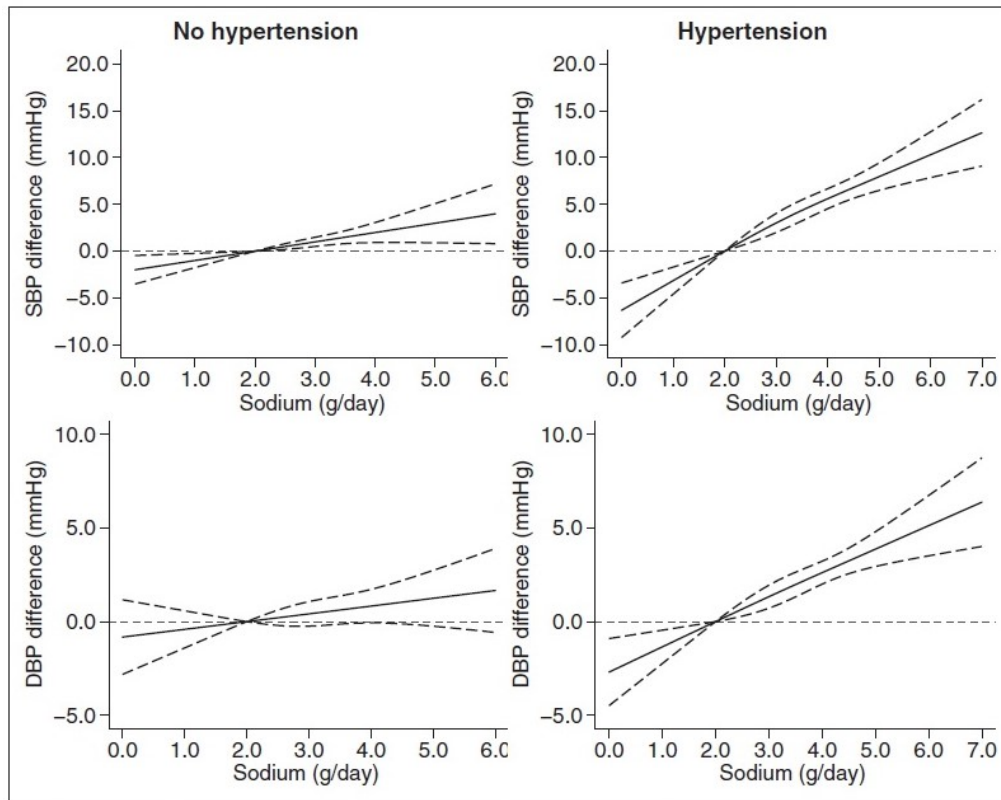 No hypertension
SBP difference (mmHg)
20.0
15.0
10.0
5.0
0.0
−5.0
−10.0
0.0 1.0 2.0 3.0 4.0 5.0 6.0
Sodium (g/day)
Hypertension
SBP difference (mmHg)
20.0
15.0
10.0
5.0
0.0
−5.0
−10.0
0.0 1.0 2.0 3.0 4.0 5.0 6.0 7.0
Sodium (g/day)
DBP difference (mmHg)
10.0
5.0
0.0
−5.0
0.0 1.0 2.0 3.0 4.0 5.0 6.0
Sodium (g/day)
DBP difference (mmHg)
10.0
5.0
0.0
−5.0
0.0 1.0 2.0 3.0 4.0 5.0 6.0 7.0
Sodium (g/day)